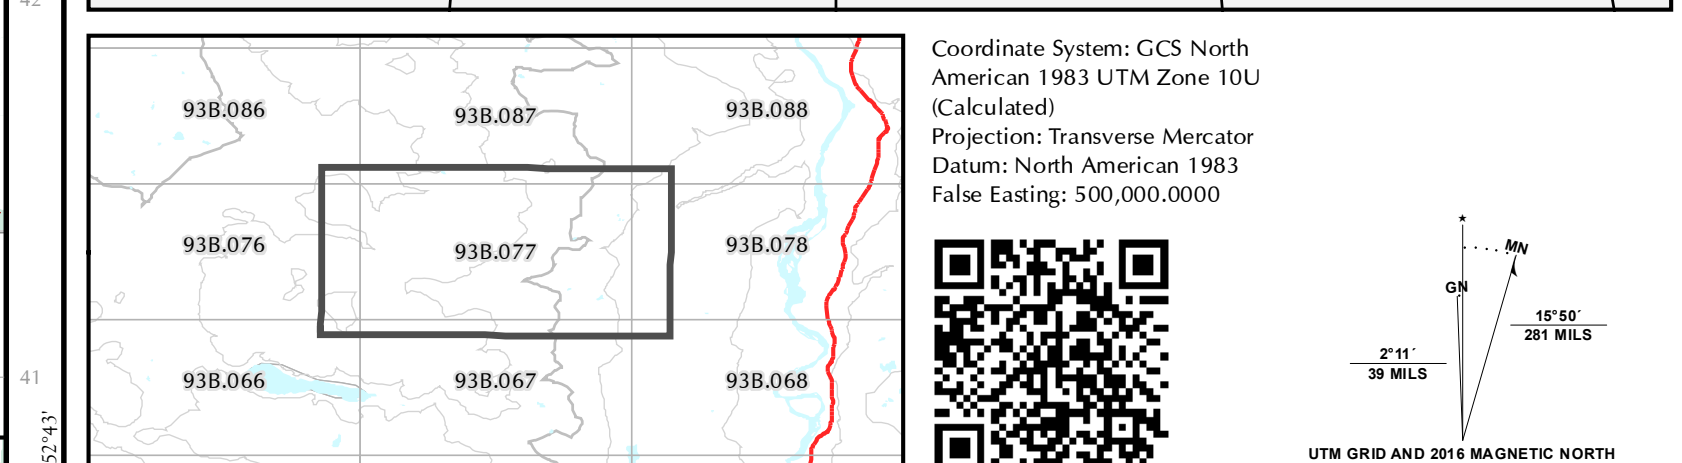 42
93B.086
93B.087
93B.088
93B.076
93B.077
93B.078
93B.066
93B.067
93B.068
41
52°43'
Coordinate System: GCS North
American 1983 UTM Zone 10U
(Calculated)
Projection: Transverse Mercator
Datum: North American 1983
False Easting: 500,000.0000
MN
GN
15°50´
281 MILS
2°11´
39 MILS
UTM GRID AND 2016 MAGNETIC NORTH